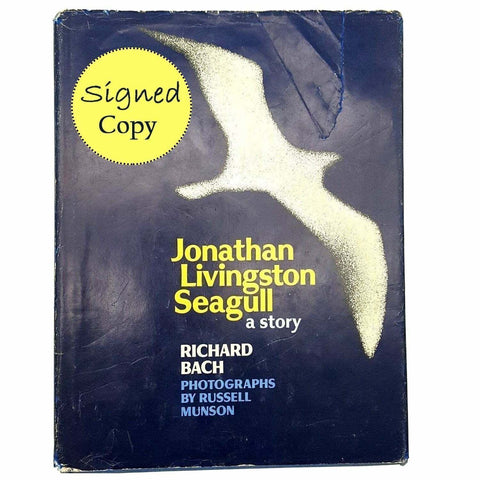 Signed
Copy
Jonathan
Livingston
Seagull
a story
RICHARD
BACH
PHOTOGRAPHS
BY RUSSELL
MUNSON